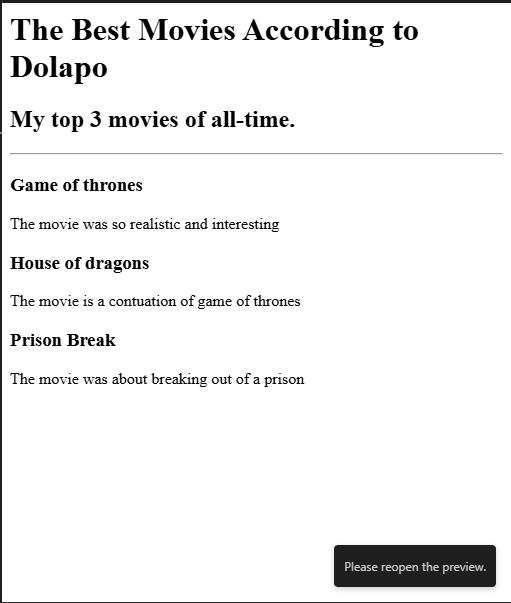 The Best Movies According to
Dolapo
My top 3 movies of all-time.
Game of thrones
The movie was so realistic and interesting
House of dragons
The movie is a contuation of game of thrones
Prison Break
The movie was about breaking out of a prison
Please reopen the preview.